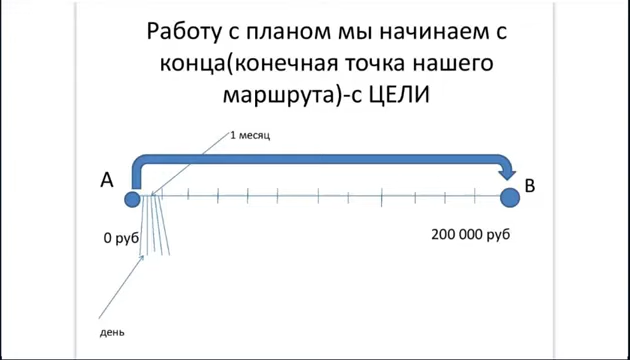 Работу с планом мы начинаем с
конца(конечная точка нашего
маршрута)-с ЦЕЛИ
1 месяц
А
В
0 руб
200 000 руб
день